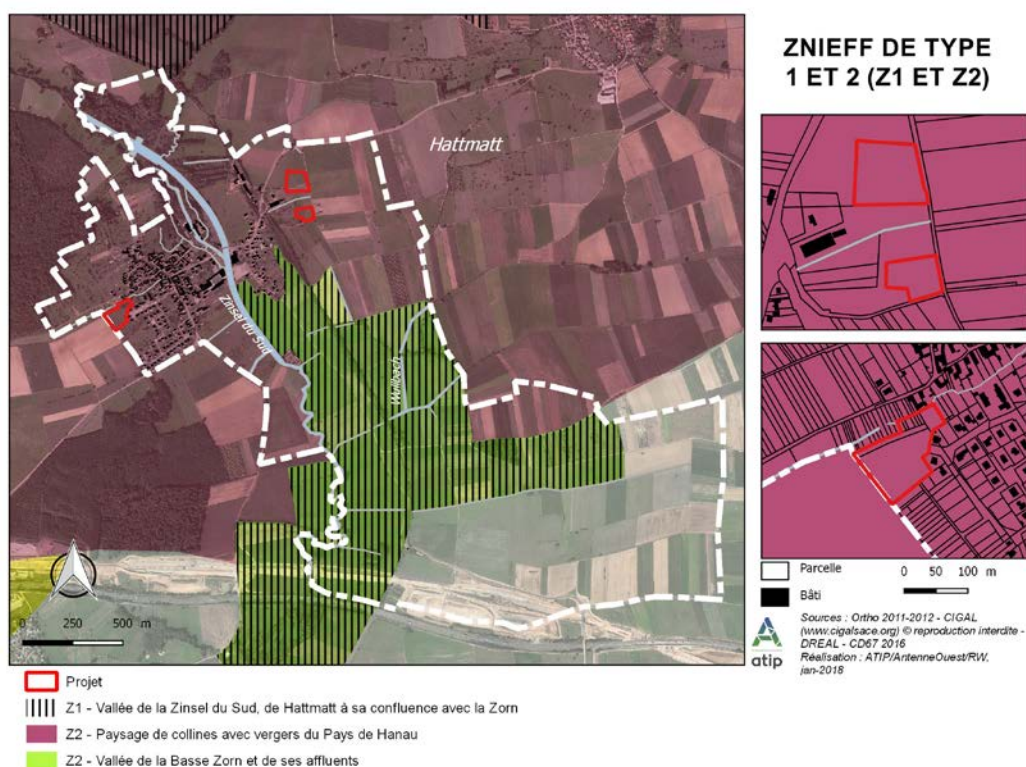 ZNIEFF DE TYPE
1 ET 2 (Z1 ET Z2)
Hattmatt
Zinsel du Sud
Wullbach
0 250 500 m
Parcelle
Bâti
0 50 100 m
Sources : Ortho 2011-2012 - CIGAL
(www.cigalsace.org) © reproduction interdite -
DREAL - CD67 2016
Réalisation : ATIP/AntenneOuest/RW,
jan-2018
atip
Projet
Z1 - Vallée de la Zinsel du Sud, de Hattmatt à sa confluence avec la Zorn
Z2 - Paysage de collines avec vergers du Pays de Hanau
Z2 - Vallée de la Basse Zorn et de ses affluents